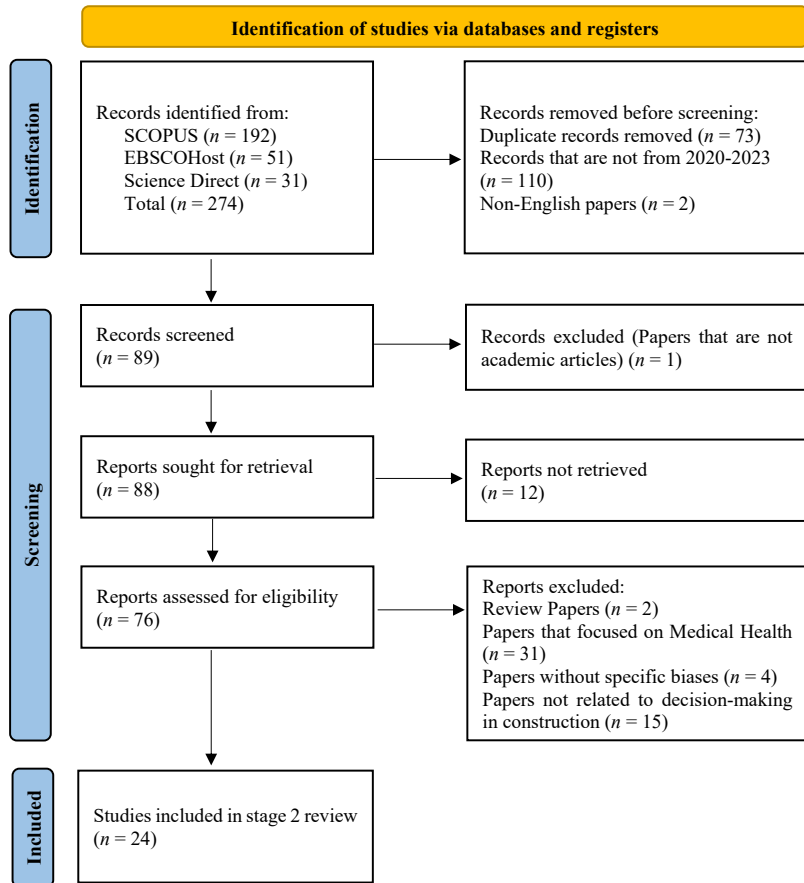 Identification of studies via databases and registers
Identification
Records identified from:
SCOPUS (n = 192)
EBSCOHost (n = 51)
Science Direct (n = 31)
Total (n = 274)
Records removed before screening:
Duplicate records removed (n = 73)
Records that are not from 2020-2023
(n = 110)
Non-English papers (n = 2)
Screening
Records screened
(n = 89)
Records excluded (Papers that are not
academic articles) (n = 1)
Reports sought for retrieval
(n = 88)
Reports not retrieved
(n = 12)
Reports assessed for eligibility
(n = 76)
Reports excluded:
Review Papers (n = 2)
Papers that focused on Medical Health
(n = 31)
Papers without specific biases (n = 4)
Papers not related to decision-making
in construction (n = 15)
Included
Studies included in stage 2 review
(n = 24)